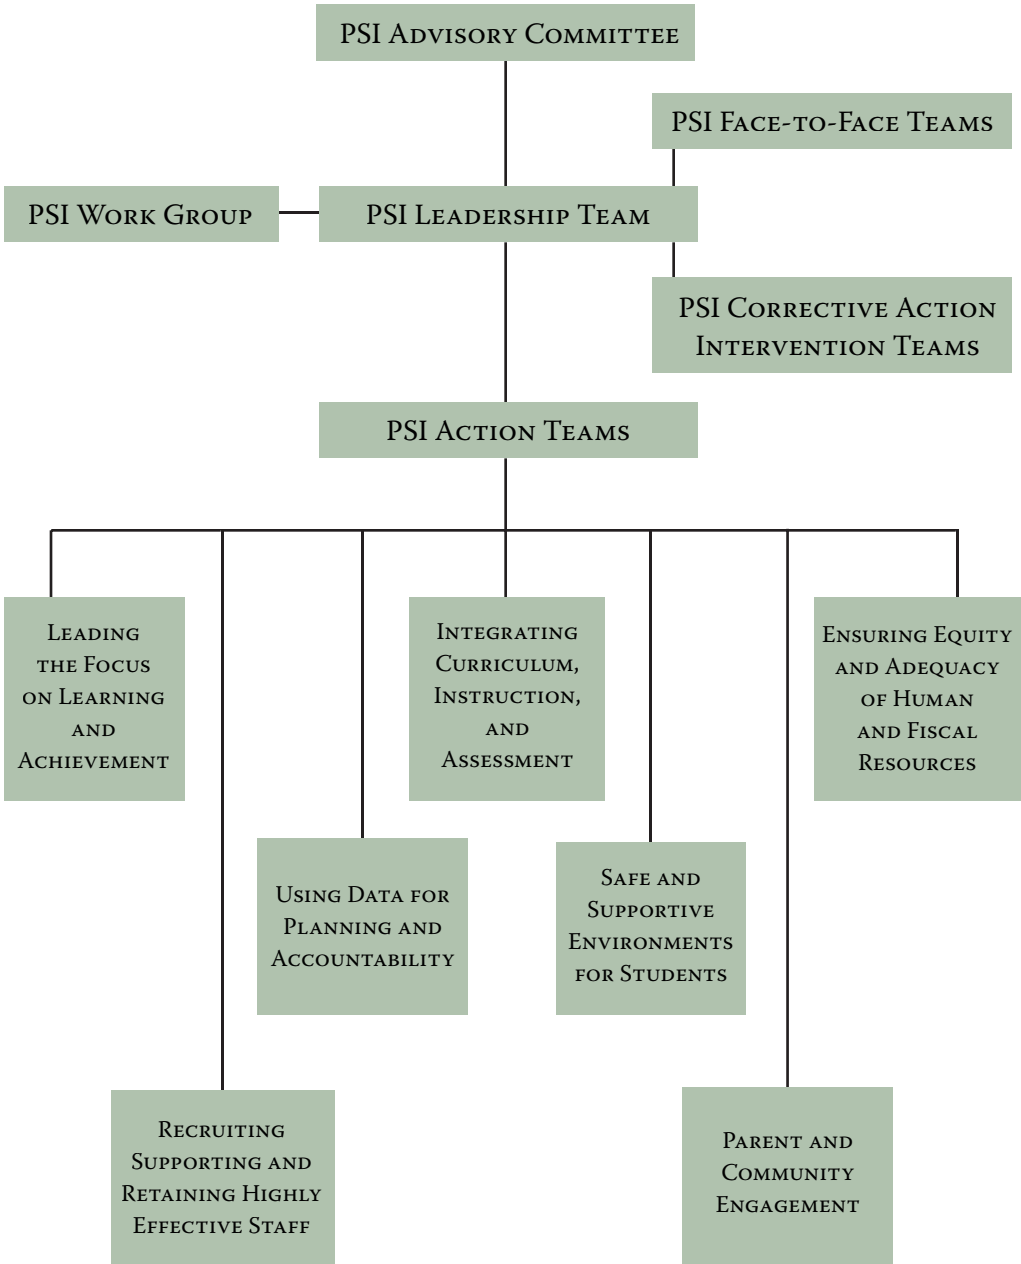 PSI Advisory Committee
PSI Face-to-Face Teams
PSI Work Group
PSI Leadership Team
PSI Corrective Action
Intervention Teams
PSI Action Teams
Leading
the Focus
on Learning
and
Achievement
Integrating
Curriculum,
Instruction,
and
Assessment
Ensuring Equity
and Adequacy
of Human
and Fiscal
Resources
Using Data for
Planning and
Accountability
Safe and
Supportive
Environments
for Students
Recruiting
Supporting and
Retaining Highly
Effective Staff
Parent and
Community
Engagement